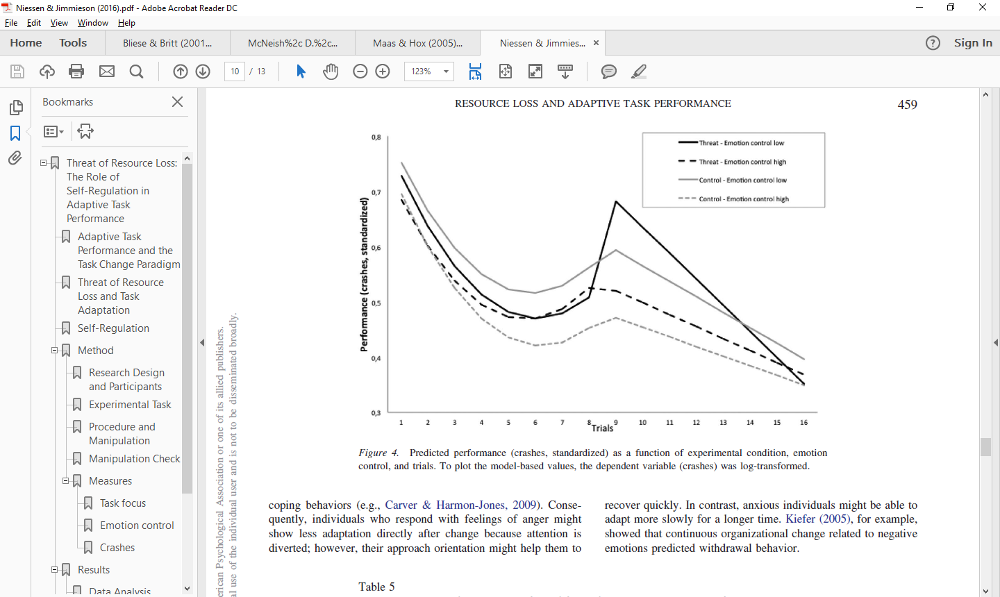 Niessen & Jimmieson (2016).pdf - Adobe Acrobat Reader DC
File Edit View Window Help
Home Tools Bliese & Britt (2001... McNeish%2c D.%2c... Maas & Hox (2005)... Niessen & Jimmies... × ? Sign In
10 / 13 123%
Bookmarks
Threat of Resource Loss:
The Role of
Self-Regulation in
Adaptive Task
Performance
Adaptive Task
Performance and the
Task Change Paradigm
Threat of Resource
Loss and Task
Adaptation
Self-Regulation
Method
Research Design
and Participants
Experimental Task
Procedure and
Manipulation
Manipulation Check
Measures
Task focus
Emotion control
Crashes
Results
Data Analysis
erican Psychological Association or one of its allied publishers.
al use of the individual user and is not to be disseminated broadly.
RESOURCE LOSS AND ADAPTIVE TASK PERFORMANCE
459
Performance (crashes, standardized)
0,8
0,7
0,6
0,5
0,4
0,3
Threat - Emotion control low
Threat - Emotion control high
Control - Emotion control low
Control - Emotion control high
1 2 3 4 5 6 7 8 9 10 11 12 13 14 15 16
Trials
Figure 4. Predicted performance (crashes, standardized) as a function of experimental condition, emotion
control, and trials. To plot the model-based values, the dependent variable (crashes) was log-transformed.
coping behaviors (e.g., Carver & Harmon-Jones, 2009). Conse-
quently, individuals who respond with feelings of anger might
show less adaptation directly after change because attention is
diverted; however, their approach orientation might help them to
recover quickly. In contrast, anxious individuals might be able to
adapt more slowly for a longer time. Kiefer (2005), for example,
showed that continuous organizational change related to negative
emotions predicted withdrawal behavior.
Table 5